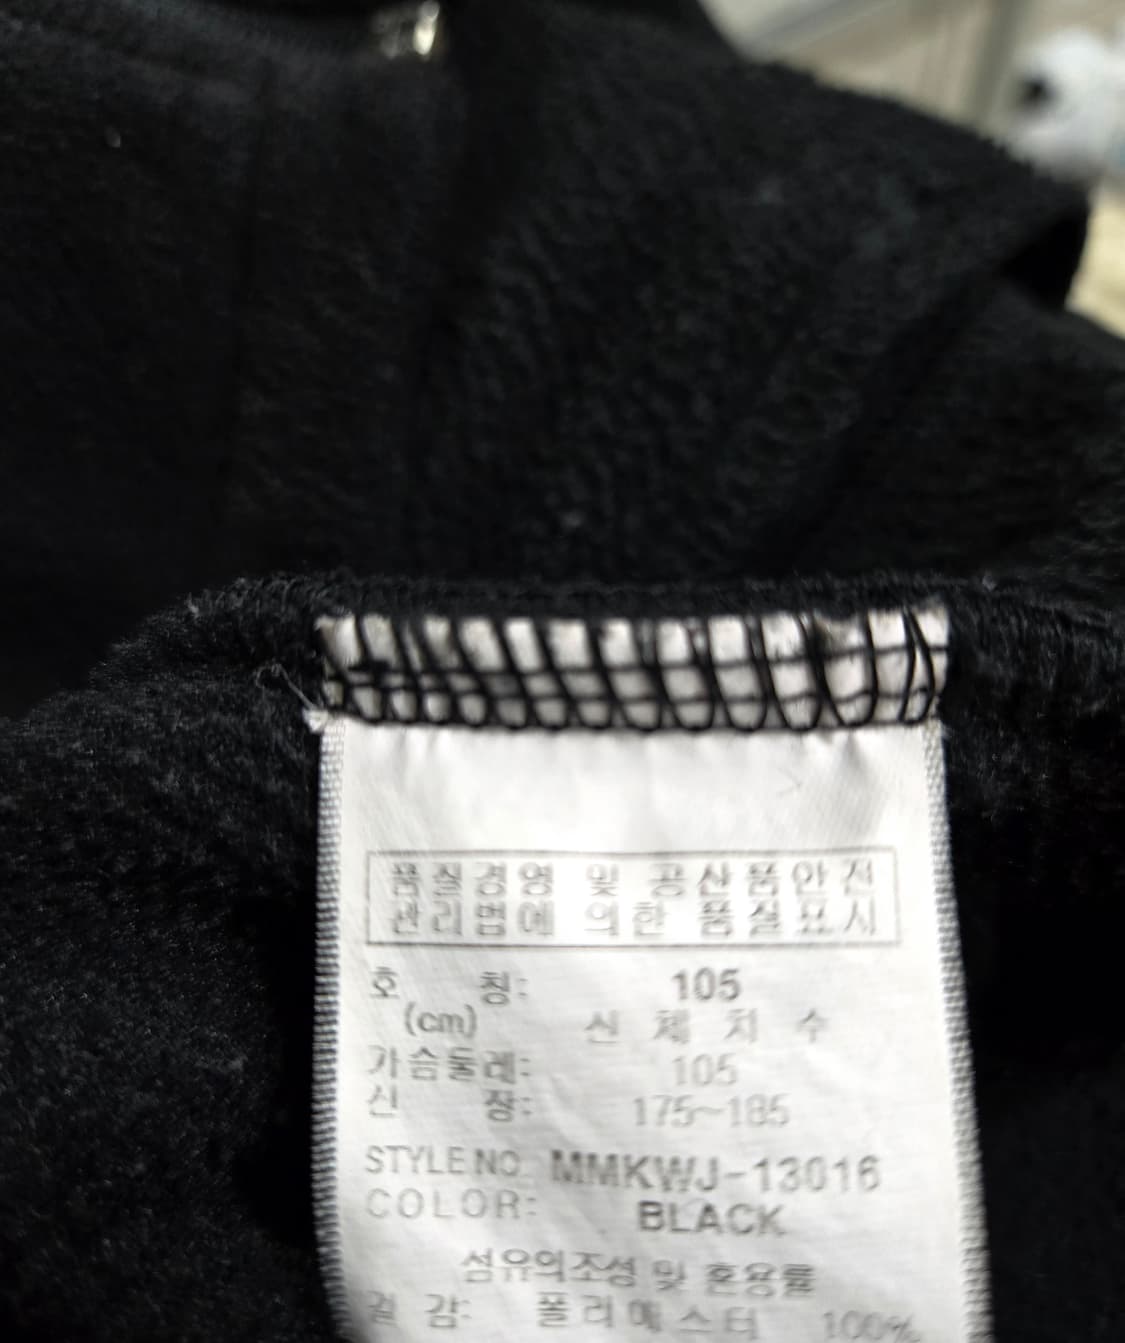 품질경영 및 공산품안전
관리법에 의한 품질표시
호 칭: 105
(cm) 신 체 치 수
가슴둘레: 105
신 장: 175~185
STYLE NO: MMKWJ-13016
COLOR: BLACK
섬유의조성 및 혼용률
겉 감: 폴리에스터 100%